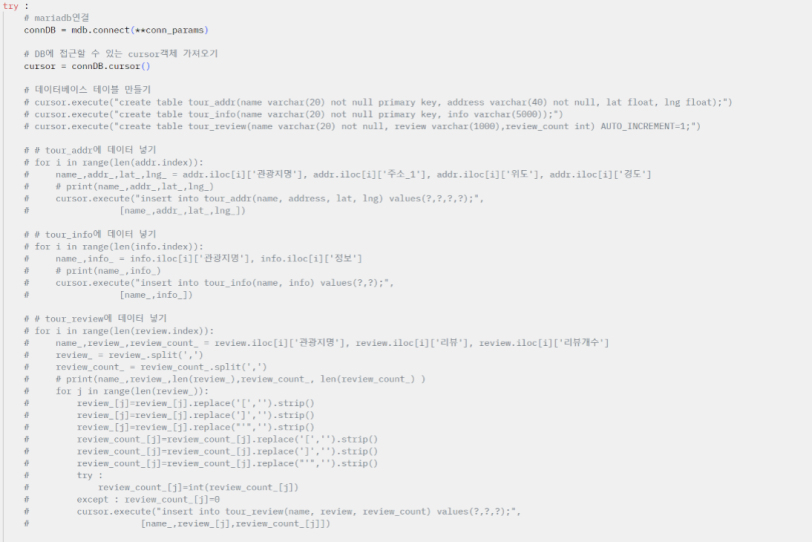 try :
# mariadb연결
connDB = mdb.connect(★★conn_params)
# DB에 접근할 수 있는 cursor객체 가져오기
cursor = connDB.cursor()
# 데이터베이스 테이블 만들기
# cursor.execute("create table tour_addr(name varchar(20) not null primary key, address varchar(40) not null, lat float, lng float);")
# cursor.execute("create table tour_info(name varchar(20) not null primary key, info varchar(5000));")
# cursor.execute("create table tour_review(name varchar(20) not null, review varchar(1000),review_count int) AUTO_INCREMENT=1;")
# # tour_addr에 데이터 넣기
# for i in range(len(addr.index)):
#     name_,addr_,lat_,lng_ = addr.iloc[i]['관광지명'], addr.iloc[i]['주소_1'], addr.iloc[i]['위도'], addr.iloc[i]['경도']
#     # print(name_,addr_,lat_,lng_)
#     cursor.execute("insert into tour_addr(name, address, lat, lng) values(?,?,?,?);",
#                 [name_,addr_,lat_,lng_])
# # tour_info에 데이터 넣기
# for i in range(len(info.index)):
#     name_,info_ = info.iloc[i]['관광지명'], info.iloc[i]['정보']
#     # print(name_,info_)
#     cursor.execute("insert into tour_info(name, info) values(?,?);",
#                 [name_,info_])
# # tour_review에 데이터 넣기
# for i in range(len(review.index)):
#     name_,review_,review_count_ = review.iloc[i]['관광지명'], review.iloc[i]['리뷰'], review.iloc[i]['리뷰개수']
#     review_ = review_.split(',')
#     review_count_ = review_count_.split(',')
#     # print(name_,review_,len(review_),review_count_, len(review_count_) )
#     for j in range(len(review_)):
#         review_[j]=review_[j].replace('[','').strip()
#         review_[j]=review_[j].replace(']','').strip()
#         review_[j]=review_[j].replace("'",'').strip()
#         review_count_[j]=review_count_[j].replace('[','').strip()
#         review_count_[j]=review_count_[j].replace(']','').strip()
#         review_count_[j]=review_count_[j].replace("'",'').strip()
#         try :
#             review_count_[j]=int(review_count_[j])
#         except : review_count_[j]=0
#         cursor.execute("insert into tour_review(name, review, review_count) values(?,?,?);",
#                     [name_,review_[j],review_count_[j]])